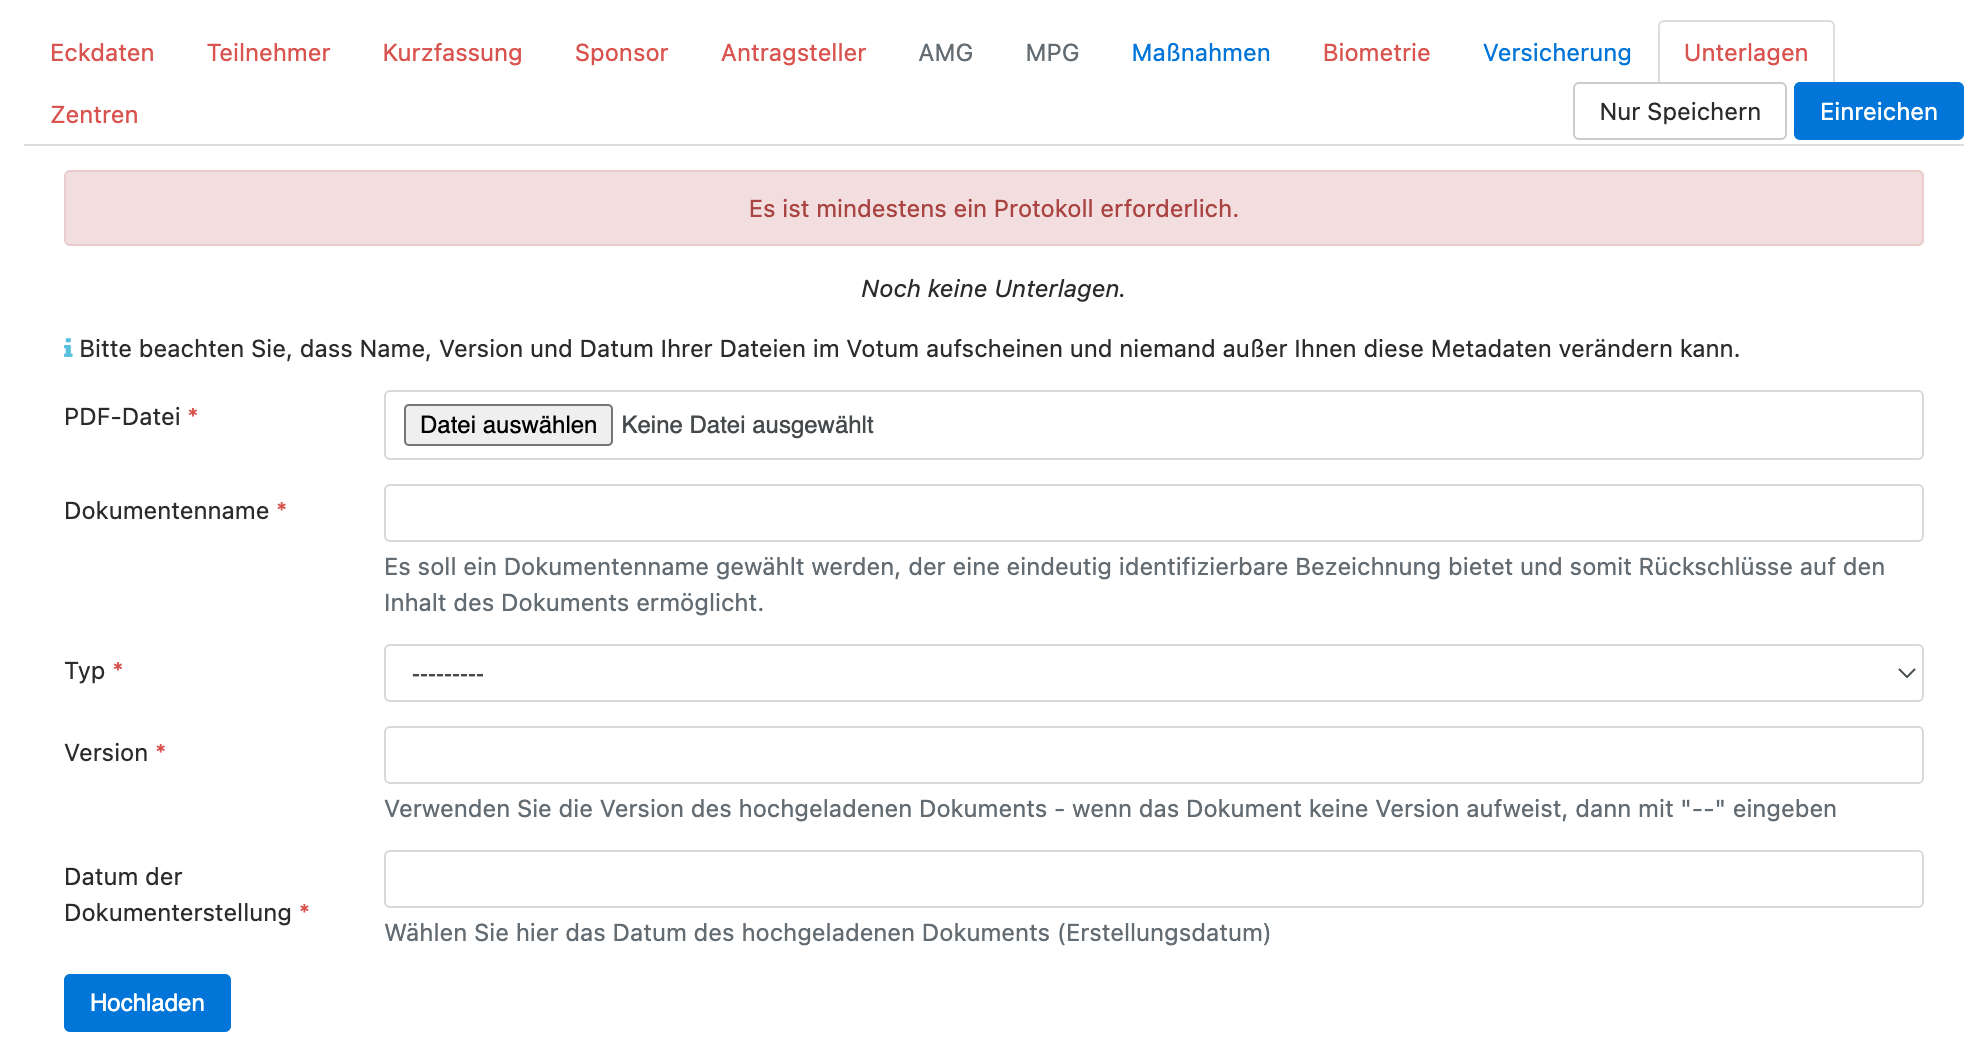 Eckdaten Teilnehmer Kurzfassung Sponsor Antragsteller AMG MPG Maßnahmen Biometrie Versicherung Unterlagen
Zentren Nur Speichern Einreichen
Es ist mindestens ein Protokoll erforderlich.
Noch keine Unterlagen.
Bitte beachten Sie, dass Name, Version und Datum Ihrer Dateien im Votum aufscheinen und niemand außer Ihnen diese Metadaten verändern kann.
PDF-Datei * Datei auswählen Keine Datei ausgewählt
Dokumentenname *
Es soll ein Dokumentenname gewählt werden, der eine eindeutig identifizierbare Bezeichnung bietet und somit Rückschlüsse auf den
Inhalt des Dokuments ermöglicht.
Typ * ---------
Version *
Verwenden Sie die Version des hochgeladenen Dokuments - wenn das Dokument keine Version aufweist, dann mit "--" eingeben
Datum der
Dokumenterstellung *
Wählen Sie hier das Datum des hochgeladenen Dokuments (Erstellungsdatum)
Hochladen